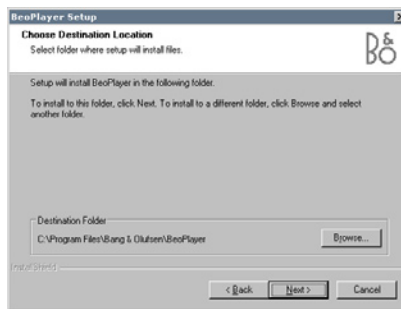 BeoPlayer Setup
Choose Destination Location
Select folder where setup will install files.
B&O
Setup will install BeoPlayer in the following folder.
To install to this folder, click Next. To install to a different folder, click Browse and select
another folder.
Destination Folder
C:\Program Files\Bang & Olufsen\BeoPlayer
Browse...
InstallShield
< Back
Next >
Cancel